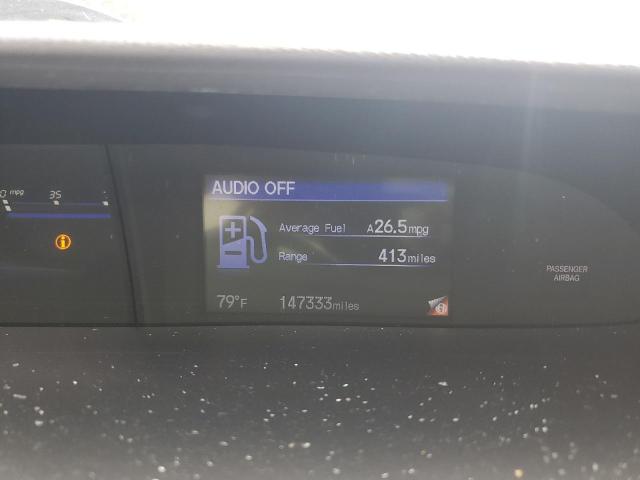 AUDIO OFF
mpg
35
Average Fuel A26.5mpg
Range 413miles
PASSENGER
AIRBAG
79°F 147333miles